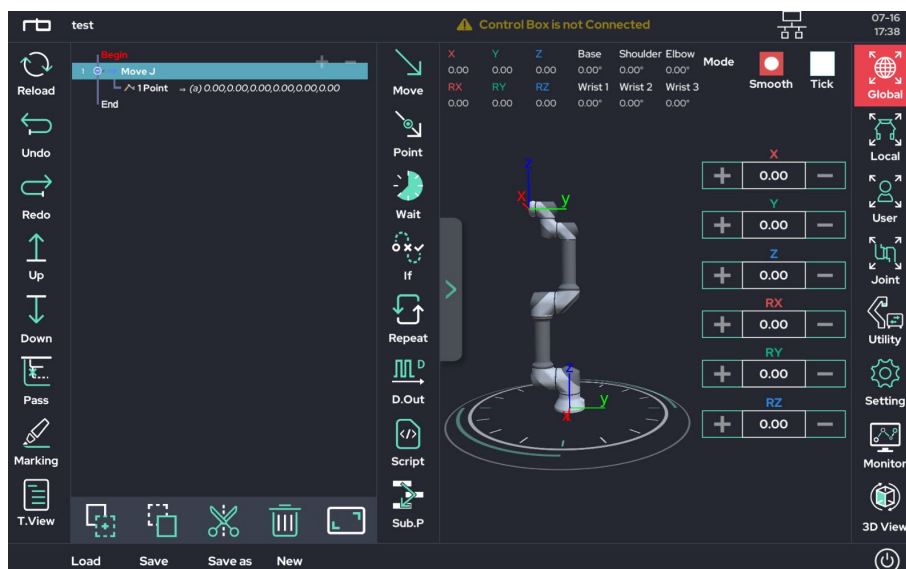 test
Control Box is not Connected
07-16
17:38
Reload
Undo
Redo
Up
Down
Pass
Marking
T.View
Begin
1 Move J
1 Point → (a) 0.00,0.00,0.00,0.00,0.00,0.00
End
Load Save Save as New
Move
Point
Wait
If
Repeat
D
D.Out
Script
Sub.P
X Y Z Base Shoulder Elbow
0.00 0.00 0.00 0.00° 0.00° 0.00°
RX RY RZ Wrist 1 Wrist 2 Wrist 3
0.00 0.00 0.00 0.00° 0.00° 0.00°
Mode
Smooth Tick
z
x y
z
y
x
X
+ 0.00 −
Y
+ 0.00 −
Z
+ 0.00 −
RX
+ 0.00 −
RY
+ 0.00 −
RZ
+ 0.00 −
Global
Local
User
Joint
Utility
Setting
Monitor
3D View